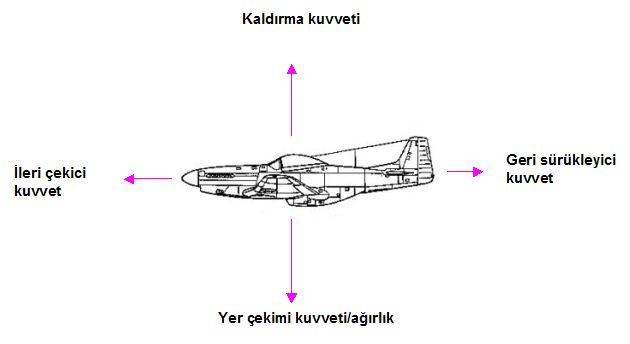 Kaldırma kuvveti
İleri çekici
kuvvet
Geri sürükleyici
kuvvet
Yer çekimi kuvveti/ağırlık